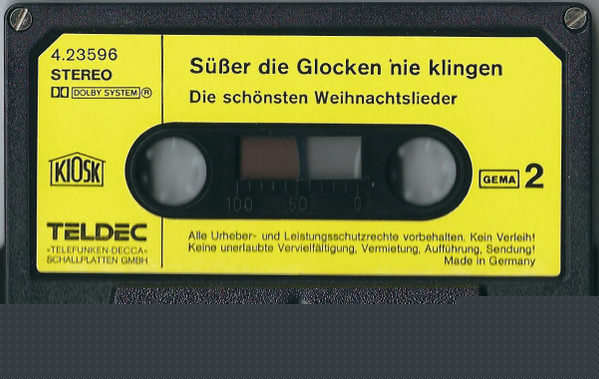 4.23596
STEREO
DOLBY SYSTEM ®
Süßer die Glocken nie klingen
Die schönsten Weihnachtslieder
KIOSK
100 50 0
GEMA 2
TELDEC
»TELEFUNKEN-DECCA«
SCHALLPLATTEN GMBH
Alle Urheber- und Leistungsschutzrechte vorbehalten. Kein Verleih!
Keine unerlaubte Vervielfältigung, Vermietung, Aufführung, Sendung!
Made in Germany